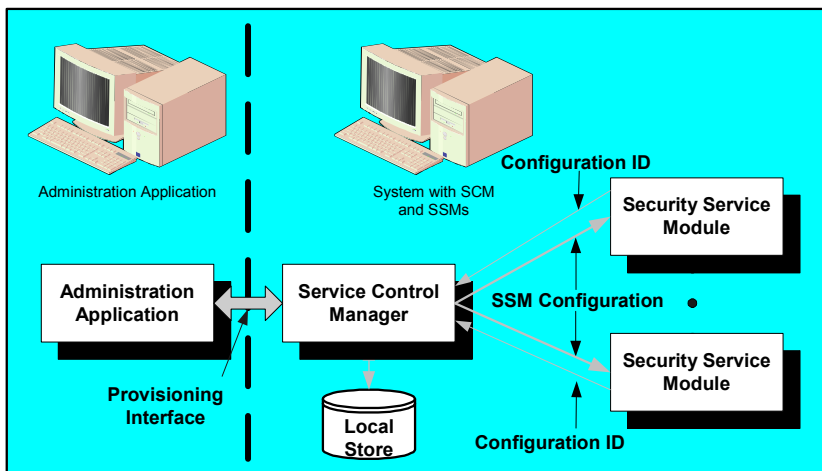 Administration Application
System with SCM
and SSMs
Configuration ID
Security Service
Module
Administration
Application
Service Control
Manager
SSM Configuration
Provisioning
Interface
Local
Store
Security Service
Module
Configuration ID